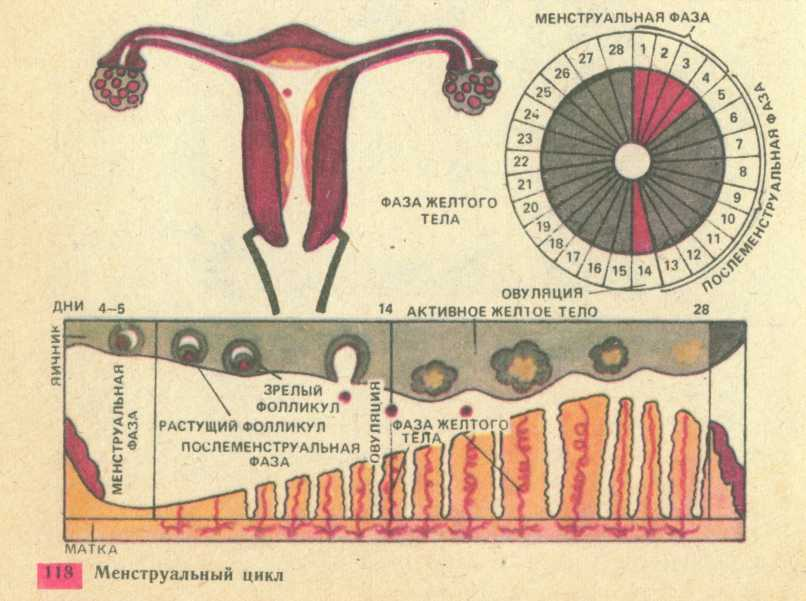 МЕНСТРУАЛЬНАЯ ФАЗА
1 2 3 4 5 6 7 8 9 10 11 12 13 14 15 16 17 18 19 20 21 22 23 24 25 26 27 28
ПОСЛЕМЕНСТРУАЛЬНАЯ ФАЗА
ФАЗА ЖЕЛТОГО
ТЕЛА
ОВУЛЯЦИЯ
ДНИ 4–5 14 28
АКТИВНОЕ ЖЕЛТОЕ ТЕЛО
ЯИЧНИК
МЕНСТРУАЛЬНАЯ
ФАЗА
ЗРЕЛЫЙ
ФОЛЛИКУЛ
РАСТУЩИЙ ФОЛЛИКУЛ
ПОСЛЕМЕНСТРУАЛЬНАЯ
ФАЗА
ОВУЛЯЦИЯ
ФАЗА ЖЕЛТОГО
ТЕЛА
МАТКА
118 Менструальный цикл